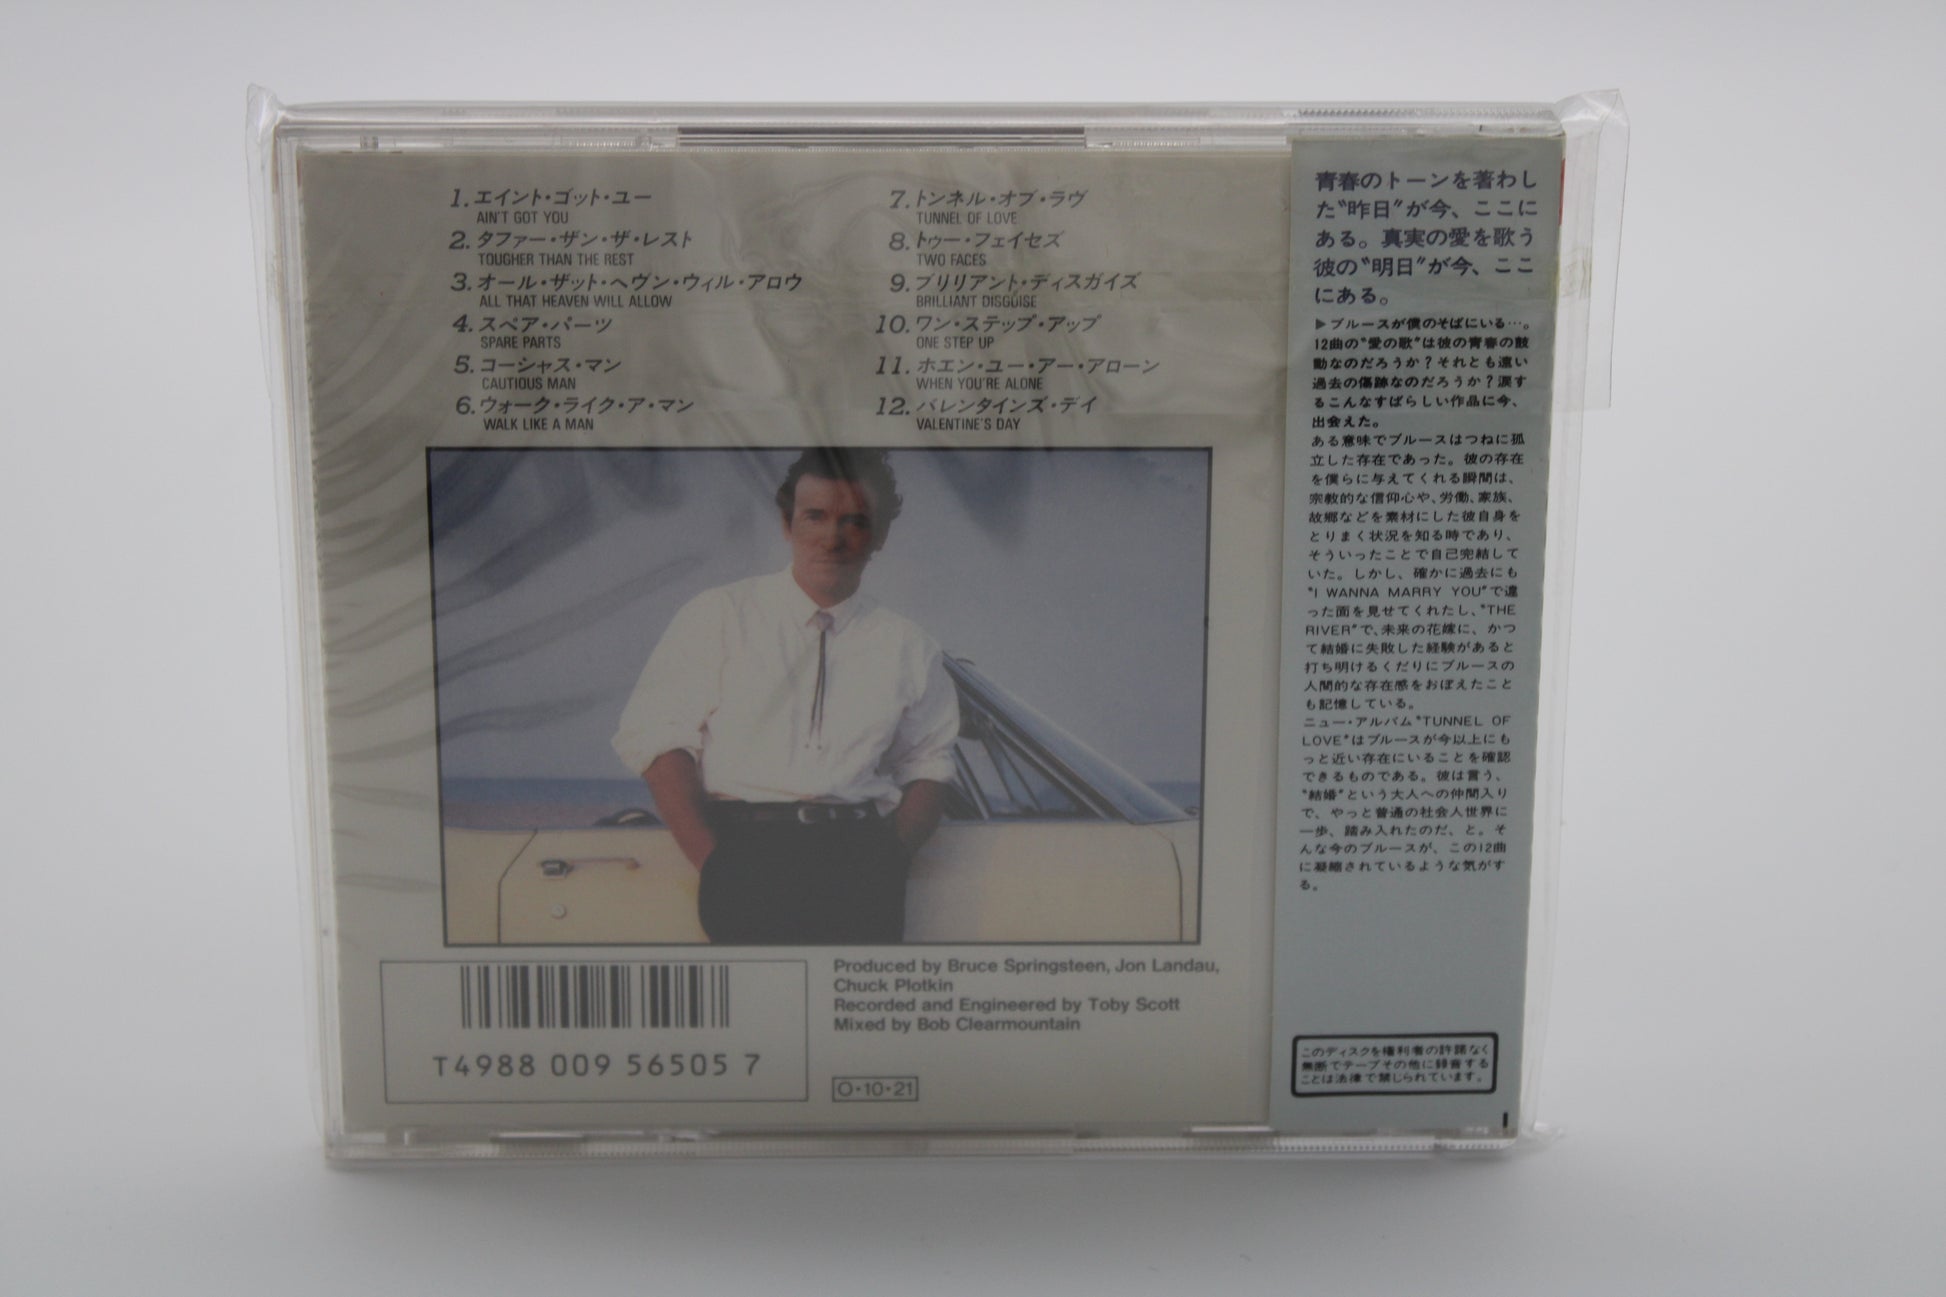 1. エイント・ゴット・ユー
AIN'T GOT YOU
2. タファー・ザン・ザ・レスト
TOUGHER THAN THE REST
3. オール・ザット・ヘヴン・ウィル・アロウ
ALL THAT HEAVEN WILL ALLOW
4. スペア・パーツ
SPARE PARTS
5. コーシャス・マン
CAUTIOUS MAN
6. ウォーク・ライク・ア・マン
WALK LIKE A MAN
7. トンネル・オブ・ラヴ
TUNNEL OF LOVE
8. トゥー・フェイセズ
TWO FACES
9. ブリリアント・ディスガイズ
BRILLIANT DISGUISE
10. ワン・ステップ・アップ
ONE STEP UP
11. ホエン・ユー・アー・アローン
WHEN YOU'RE ALONE
12. バレンタインズ・デイ
VALENTINE'S DAY
T4988 009 56505 7
Produced by Bruce Springsteen, Jon Landau,
Chuck Plotkin
Recorded and Engineered by Toby Scott
Mixed by Bob Clearmountain
O・10・21
青春のトーンを著わし
た〝昨日〟が今、ここに
ある。真実の愛を歌う
彼の〝明日〟が今、ここ
にある。
▶ブルースが僕のそばにいる…。
12曲の〝愛の歌〟は彼の青春の鼓
動なのだろうか？それとも遠い
過去の傷跡なのだろうか？涙す
るこんなすばらしい作品に今、
出会えた。
ある意味でブルースはつねに孤
立した存在であった。彼の存在
を僕らに与えてくれる瞬間は、
宗教的な信仰心や、労働、家族、
故郷などを素材にした彼自身を
とりまく状況を知る時であり、
そういったことで自己完結して
いた。しかし、確かに過去にも
〝I WANNA MARRY YOU〟で違
った面を見せてくれたし、〝THE
RIVER〟で、未来の花嫁に、かつ
て結婚に失敗した経験があると
打ち明けるくだりにブルースの
人間的な存在感をおぼえたこと
も記憶している。
ニュー・アルバム〝TUNNEL OF
LOVE〟はブルースが今以上にも
っと近い存在にいることを確認
できるものである。彼は言う、
〝結婚〟という大人への仲間入り
で、やっと普通の社会人世界に
一歩、踏み入れたのだ、と。そ
んな今のブルースが、この12曲
に凝縮されているような気がす
る。
このディスクを権利者の許諾なく
無断でテープその他に録音する
ことは法律で禁じられています。